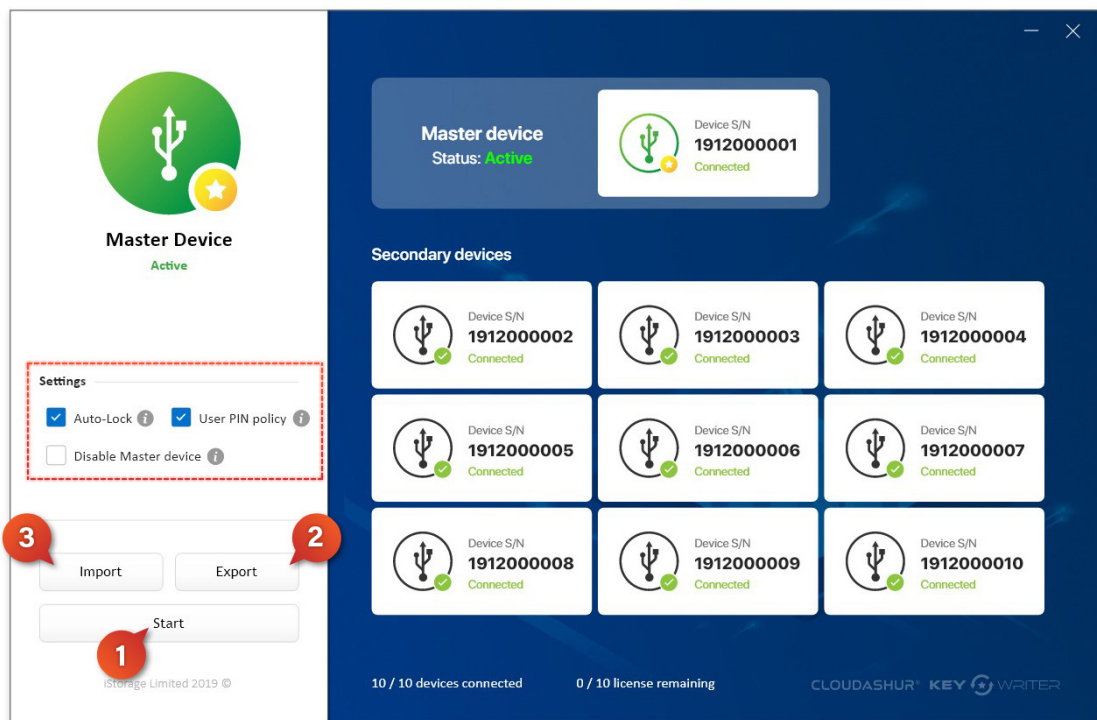 Master Device
Active
Settings
Auto-Lock i User PIN policy i
Disable Master device i
3
2
Import Export
Start
1
iStorage Limited 2019 ©
Master device
Status: Active
Device S/N
1912000001
Connected
Secondary devices
Device S/N
1912000002
Connected
Device S/N
1912000003
Connected
Device S/N
1912000004
Connected
Device S/N
1912000005
Connected
Device S/N
1912000006
Connected
Device S/N
1912000007
Connected
Device S/N
1912000008
Connected
Device S/N
1912000009
Connected
Device S/N
1912000010
Connected
10 / 10 devices connected
0 / 10 license remaining
CLOUDASHUR® KEY WRITER